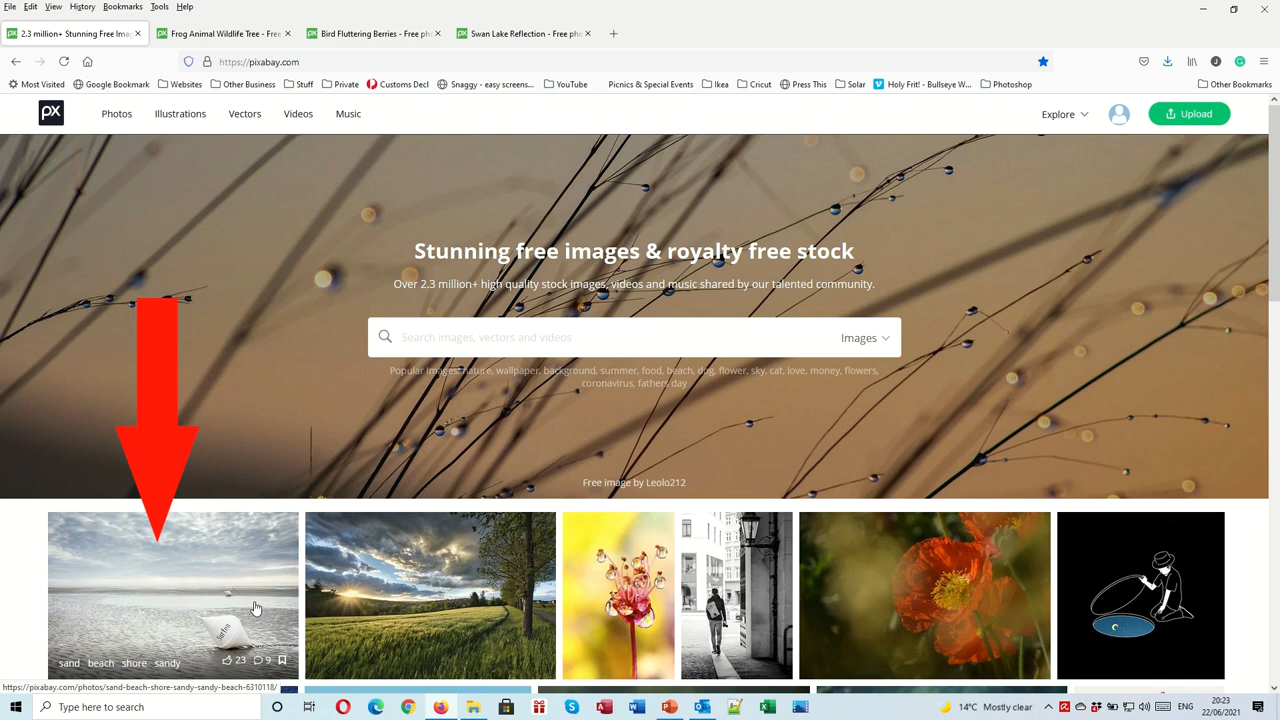 File Edit View History Bookmarks Tools Help
2.3 million+ Stunning Free Imag
Frog Animal Wildlife Tree - Free
Bird Fluttering Berries - Free pho
Swan Lake Reflection - Free pho
https://pixabay.com
Most Visited Google Bookmark Websites Other Business Stuff Private Customs Decl Snaggy - easy screens... YouTube Picnics & Special Events Ikea Cricut Press This Solar Holy Frit! - Bullseye W... Photoshop Other Bookmarks
px Photos Illustrations Vectors Videos Music Explore Upload
Stunning free images & royalty free stock
Over 2.3 million+ high quality stock images, videos and music shared by our talented community.
Search images, vectors and videos Images
Popular Images: nature, wallpaper, background, summer, food, beach, dog, flower, sky, cat, love, money, flowers,
coronavirus, fathers day
Free image by Leolo212
sand beach shore sandy 23 9
https://pixabay.com/photos/sand-beach-shore-sandy-sandy-beach-6310118/
Type here to search
14°C Mostly clear ENG 20:23
22/06/2021